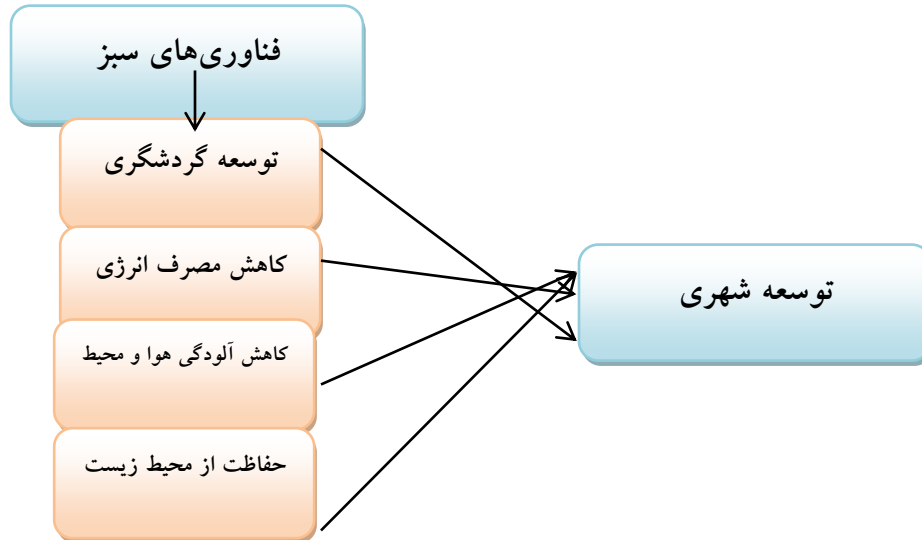 فناوری‌های سبز
توسعه گردشگری
کاهش مصرف انرژی
توسعه شهری
کاهش آلودگی هوا و محیط
حفاظت از محیط زیست